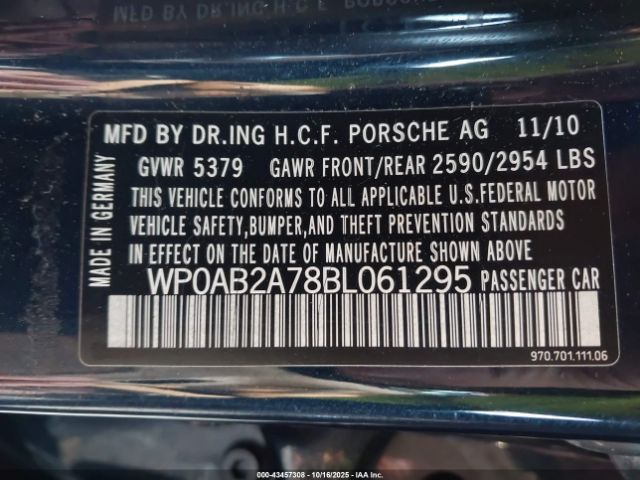 MFD BY DR.ING H.C.F. PORSCHE AG 11/10
GVWR 5379 GAWR FRONT/REAR 2590/2954 LBS
THIS VEHICLE CONFORMS TO ALL APPLICABLE U.S.FEDERAL MOTOR
VEHICLE SAFETY,BUMPER,AND THEFT PREVENTION STANDARDS
IN EFFECT ON THE DATE OF MANUFACTURE SHOWN ABOVE
WP0AB2A78BL061295 PASSENGER CAR
MADE IN GERMANY
970.701.111.06
000-43457308 | 10/16/2025 | IAA Inc.